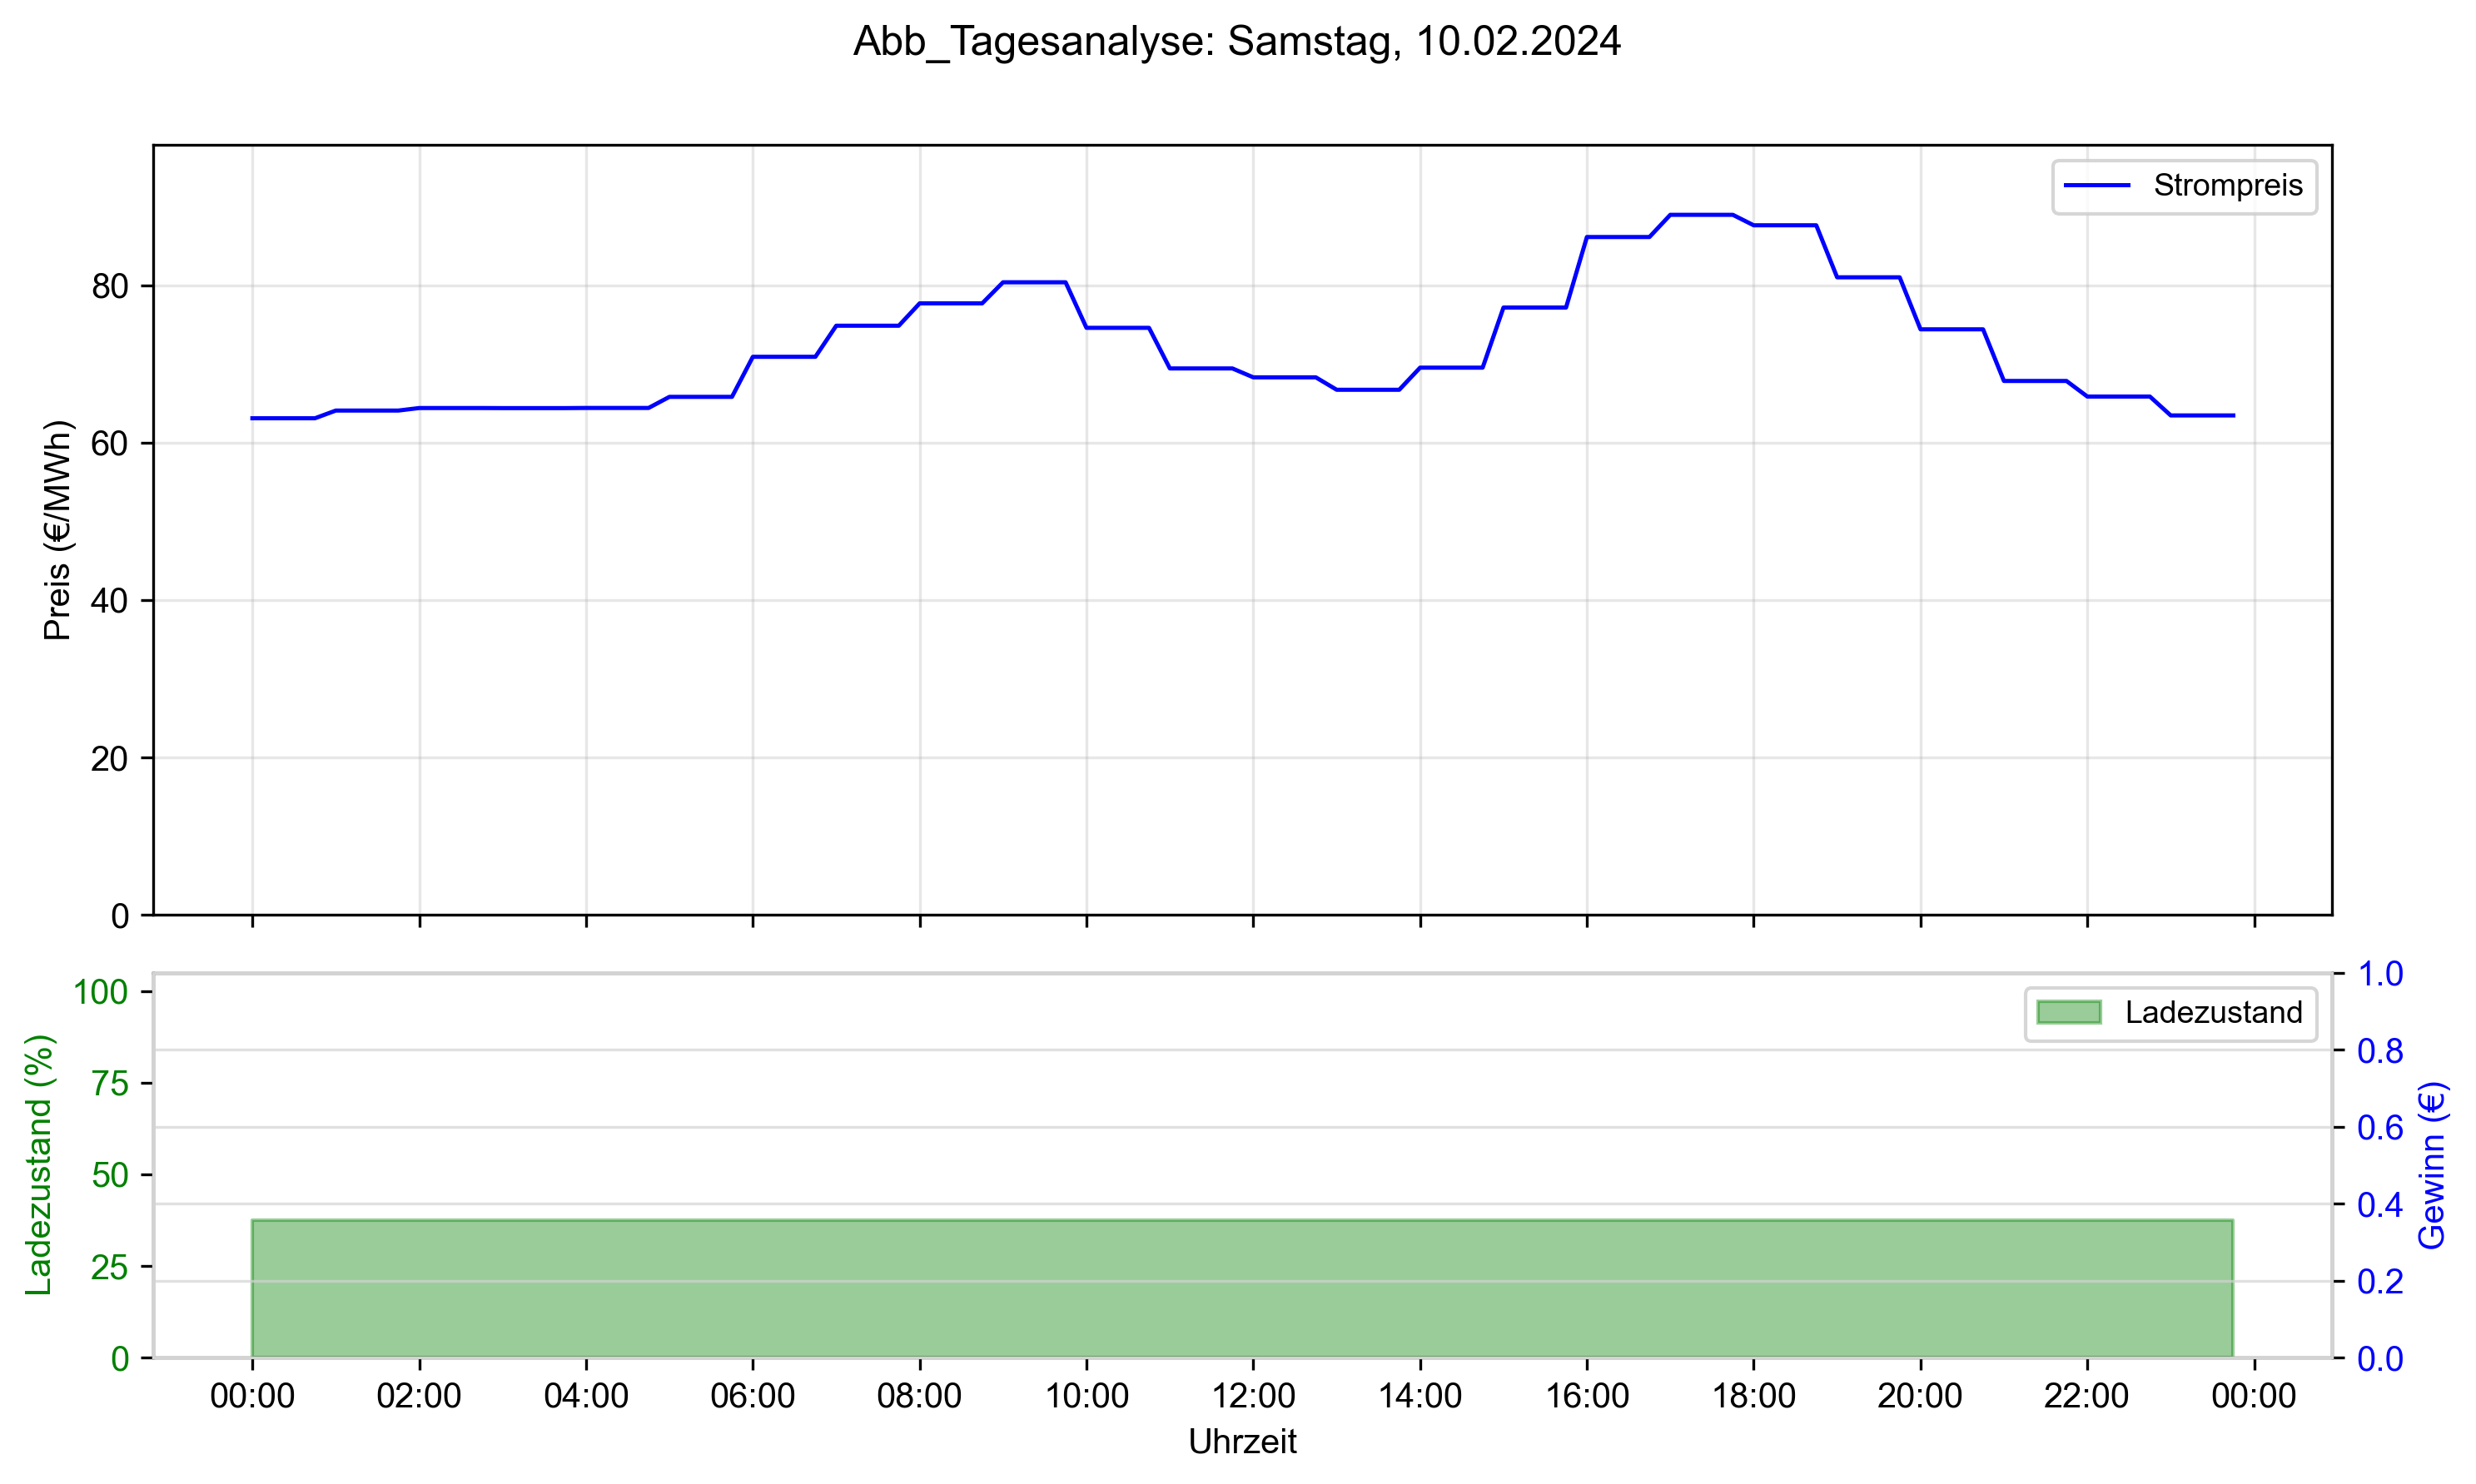 Abb_Tagesanalyse: Samstag, 10.02.2024
Strompreis
Preis (€/MWh)
80
60
40
20
0
Ladezustand
Ladezustand (%)
100
75
50
25
0
Gewinn (€)
1.0
0.8
0.6
0.4
0.2
0.0
00:00 02:00 04:00 06:00 08:00 10:00 12:00 14:00 16:00 18:00 20:00 22:00 00:00
Uhrzeit